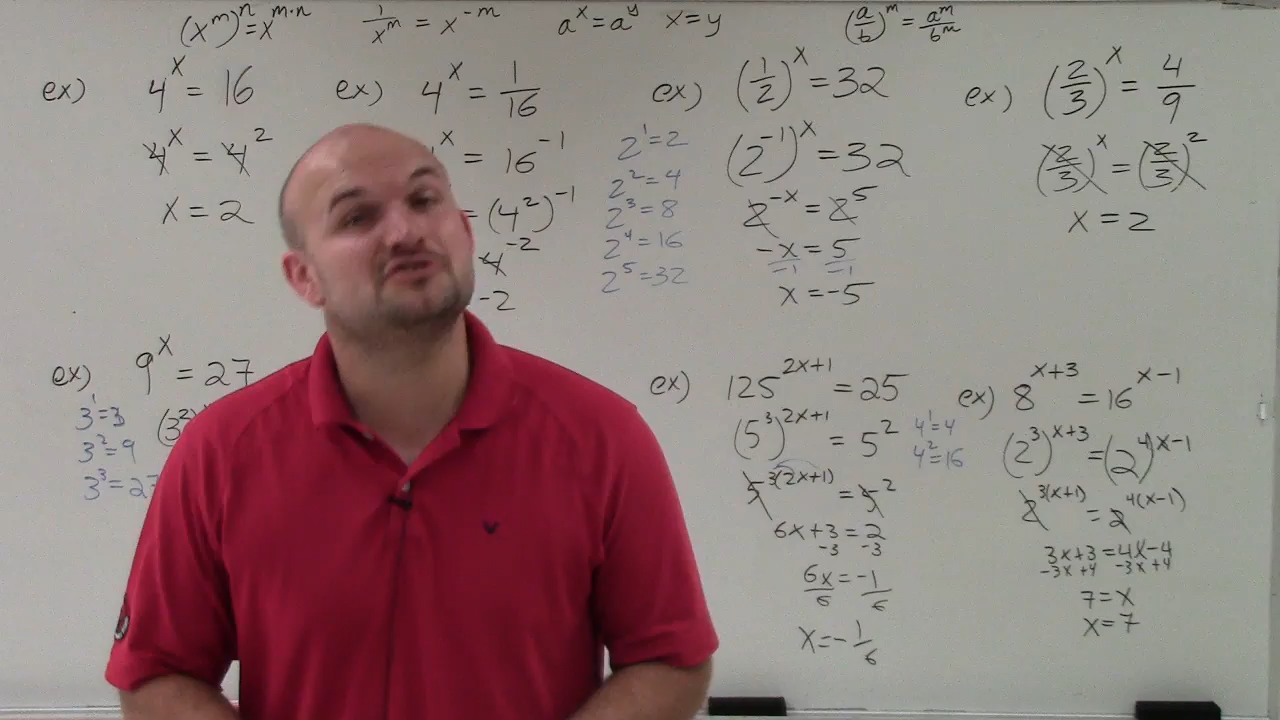 (x^m)^n = x^{m·n}   1/x^m = x^{-m}   a^x = a^y   x = y   (a/b)^m = a^m/b^m
ex) 4^x = 16
4^x = 4^2
x = 2
ex) 4^x = 1/16
^x = 16^{-1}
= (4^2)^{-1}
4^{-2}
-2
ex) (1/2)^x = 32
(2^{-1})^x = 32
2^{-x} = 2^5
-x = 5
-1 -1
x = -5
2^1 = 2
2^2 = 4
2^3 = 8
2^4 = 16
2^5 = 32
ex) (2/3)^x = 4/9
(2/3)^x = (2/3)^2
x = 2
ex) 9^x = 27
(3^2)
3^1 = 3
3^2 = 9
3^3 = 27
ex) 125^{2x+1} = 25
(5^3)^{2x+1} = 5^2
5^{3(2x+1)} = 5^2
6x+3 = 2
-3 -3
6x/6 = -1/6
x = -1/6
ex) 8^{x+3} = 16^{x-1}
4^1 = 4
4^2 = 16
(2^3)^{x+3} = (2^4)^{x-1}
2^{3(x+1)} = 2^{4(x-1)}
3x+3 = 4x-4
-3x+4 -3x+4
7 = x
x = 7